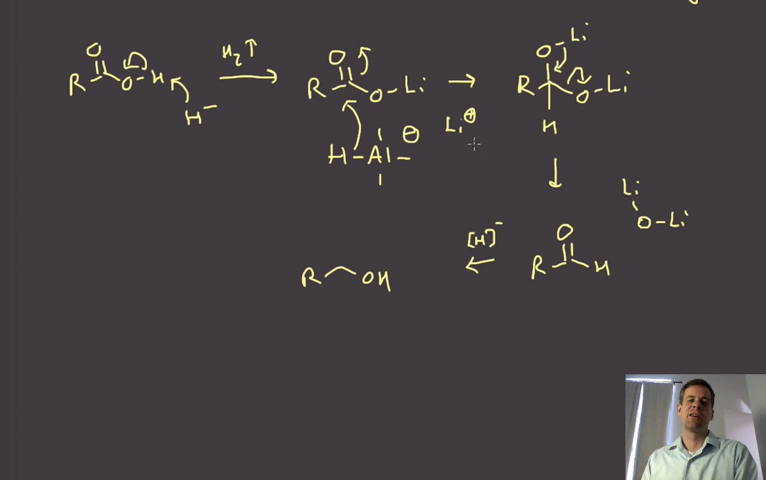 O R O H H⁻ H₂↑
O R O-Li H-Al- ⊖ Li⊕
O-Li R O-Li H
Li O-Li
O R H
[H]⁻
R OH